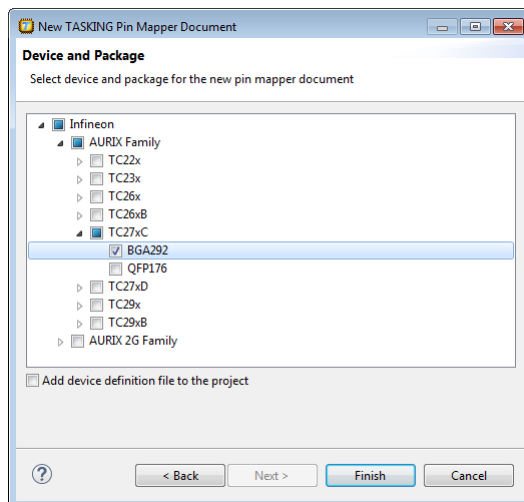 New TASKING Pin Mapper Document
Device and Package
Select device and package for the new pin mapper document
Infineon
AURIX Family
TC22x
TC23x
TC26x
TC26xB
TC27xC
BGA292
QFP176
TC27xD
TC29x
TC29xB
AURIX 2G Family
Add device definition file to the project
? < Back Next > Finish Cancel